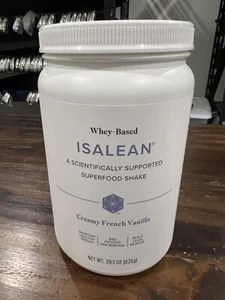 Whey-Based
ISALEAN®
A SCIENTIFICALLY SUPPORTED
SUPERFOOD SHAKE
Creamy French Vanilla
NET WT. 29.1 OZ (826g)